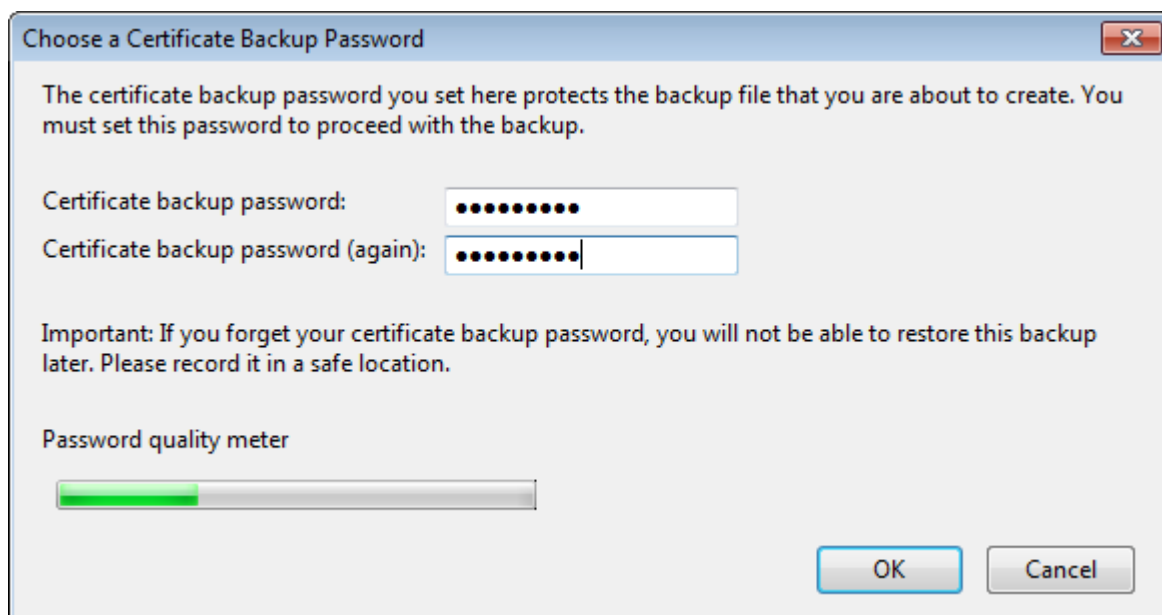 Choose a Certificate Backup Password
The certificate backup password you set here protects the backup file that you are about to create. You
must set this password to proceed with the backup.
Certificate backup password: ●●●●●●●●●
Certificate backup password (again): ●●●●●●●●●
Important: If you forget your certificate backup password, you will not be able to restore this backup
later. Please record it in a safe location.
Password quality meter
OK Cancel